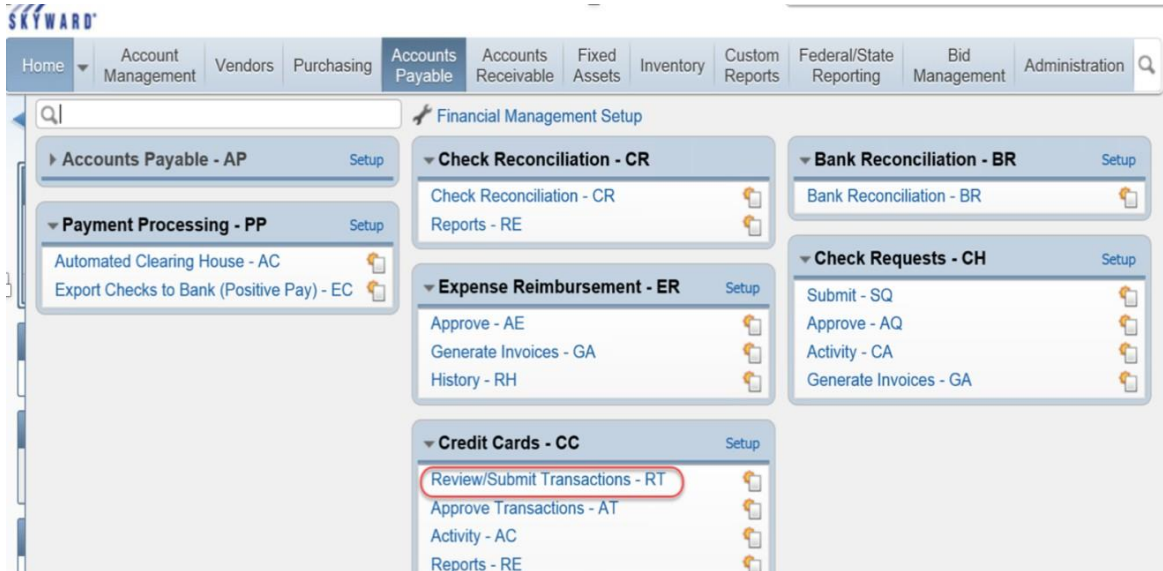 SKYWARD®
Home
Account Management
Vendors
Purchasing
Accounts Payable
Accounts Receivable
Fixed Assets
Inventory
Custom Reports
Federal/State Reporting
Bid Management
Administration
Financial Management Setup
Accounts Payable - AP Setup
Payment Processing - PP Setup
Automated Clearing House - AC
Export Checks to Bank (Positive Pay) - EC
Check Reconciliation - CR
Check Reconciliation - CR
Reports - RE
Expense Reimbursement - ER Setup
Approve - AE
Generate Invoices - GA
History - RH
Credit Cards - CC Setup
Review/Submit Transactions - RT
Approve Transactions - AT
Activity - AC
Reports - RE
Bank Reconciliation - BR Setup
Bank Reconciliation - BR
Check Requests - CH Setup
Submit - SQ
Approve - AQ
Activity - CA
Generate Invoices - GA